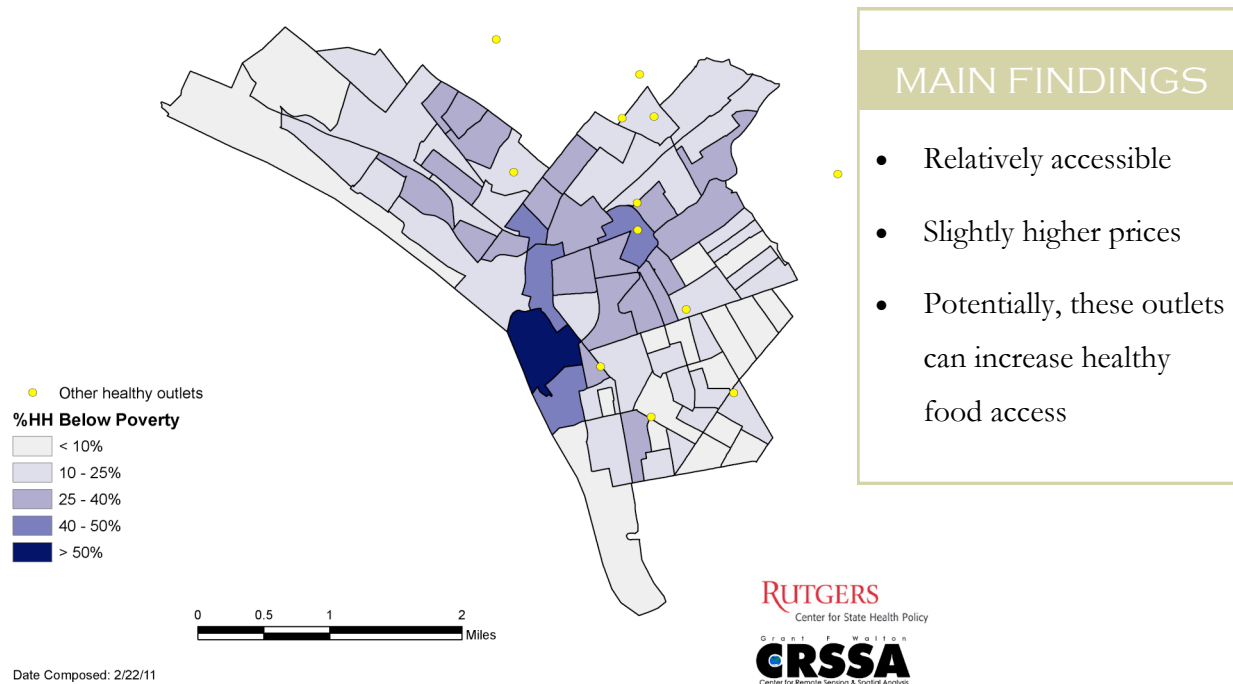 MAIN FINDINGS
• Relatively accessible
• Slightly higher prices
• Potentially, these outlets
can increase healthy
food access
Other healthy outlets
%HH Below Poverty
< 10%
10 - 25%
25 - 40%
40 - 50%
> 50%
0 0.5 1 2
Miles
Date Composed: 2/22/11
RUTGERS
Center for State Health Policy
Grant F Walton
CRSSA
Center for Remote Sensing & Spatial Analysis